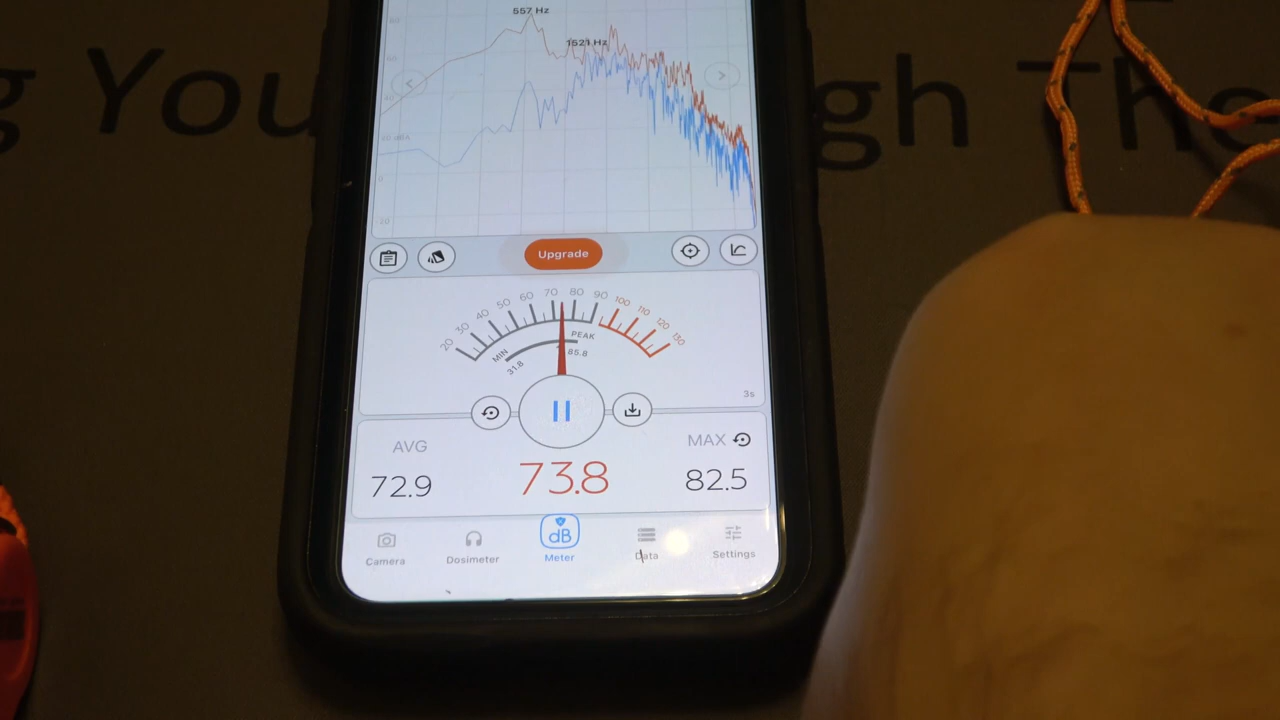 557 Hz
1521 Hz
g You gh The
Upgrade
20 30 40 50 60 70 80 90 100 110 120 130
MIN PEAK
31.8 85.8
3s
AVG MAX
72.9 73.8 82.5
dB
Camera Dosimeter Meter Data Settings